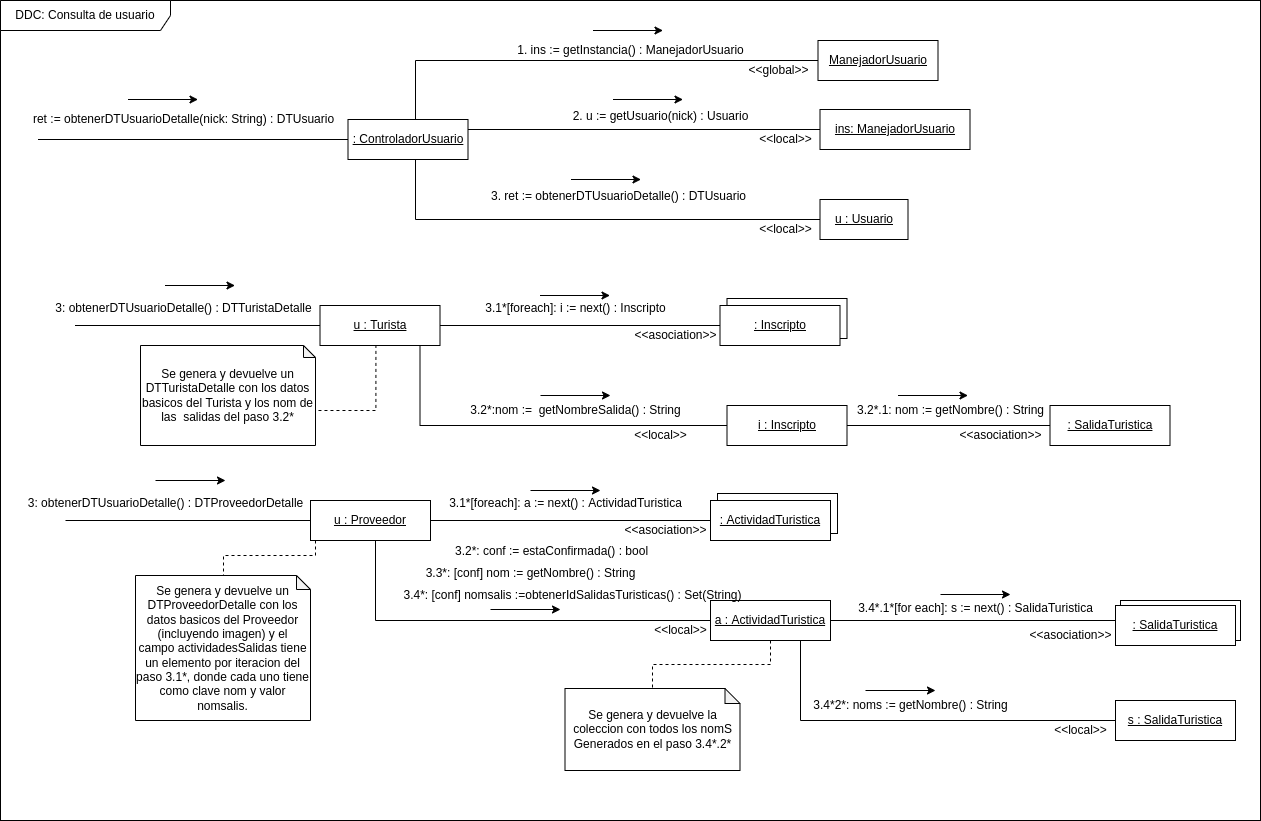 DDC: Consulta de usuario
1. ins := getInstancia() : ManejadorUsuario
ManejadorUsuario
<<global>>
ret := obtenerDTUsuarioDetalle(nick: String) : DTUsuario
: ControladorUsuario
2. u := getUsuario(nick) : Usuario
ins: ManejadorUsuario
<<local>>
3. ret := obtenerDTUsuarioDetalle() : DTUsuario
u : Usuario
<<local>>
3: obtenerDTUsuarioDetalle() : DTTuristaDetalle
u : Turista
3.1*[foreach]: i := next() : Inscripto
: Inscripto
<<asociation>>
Se genera y devuelve un
DTTuristaDetalle con los datos
basicos del Turista y los nom de
las salidas del paso 3.2*
3.2*:nom := getNombreSalida() : String
<<local>>
i : Inscripto
3.2*.1: nom := getNombre() : String
<<asociation>>
: SalidaTuristica
3: obtenerDTUsuarioDetalle() : DTProveedorDetalle
u : Proveedor
3.1*[foreach]: a := next() : ActividadTuristica
: ActividadTuristica
<<asociation>>
3.2*: conf := estaConfirmada() : bool
3.3*: [conf] nom := getNombre() : String
3.4*: [conf] nomsalis :=obtenerIdSalidasTuristicas() : Set(String)
<<local>>
a : ActividadTuristica
3.4*.1*[for each]: s := next() : SalidaTuristica
: SalidaTuristica
<<asociation>>
Se genera y devuelve un
DTProveedorDetalle con los
datos basicos del Proveedor
(incluyendo imagen) y el
campo actividadesSalidas tiene
un elemento por iteracion del
paso 3.1*, donde cada uno tiene
como clave nom y valor
nomsalis.
Se genera y devuelve la
coleccion con todos los nomS
Generados en el paso 3.4*.2*
3.4*2*: noms := getNombre() : String
s : SalidaTuristica
<<local>>